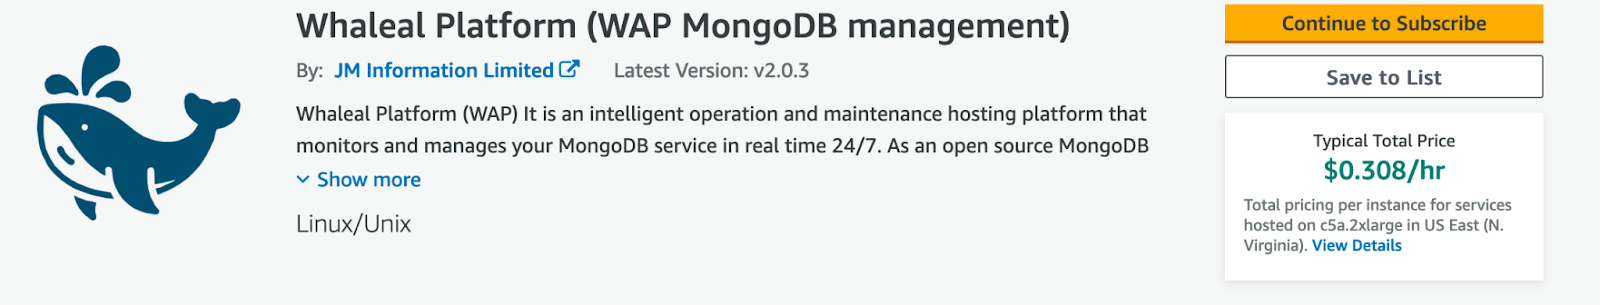 Whaleal Platform (WAP MongoDB management)
By: JM Information Limited Latest Version: v2.0.3
Whaleal Platform (WAP) It is an intelligent operation and maintenance hosting platform that
monitors and manages your MongoDB service in real time 24/7. As an open source MongoDB
Show more
Linux/Unix
Continue to Subscribe
Save to List
Typical Total Price
$0.308/hr
Total pricing per instance for services
hosted on c5a.2xlarge in US East (N.
Virginia). View Details